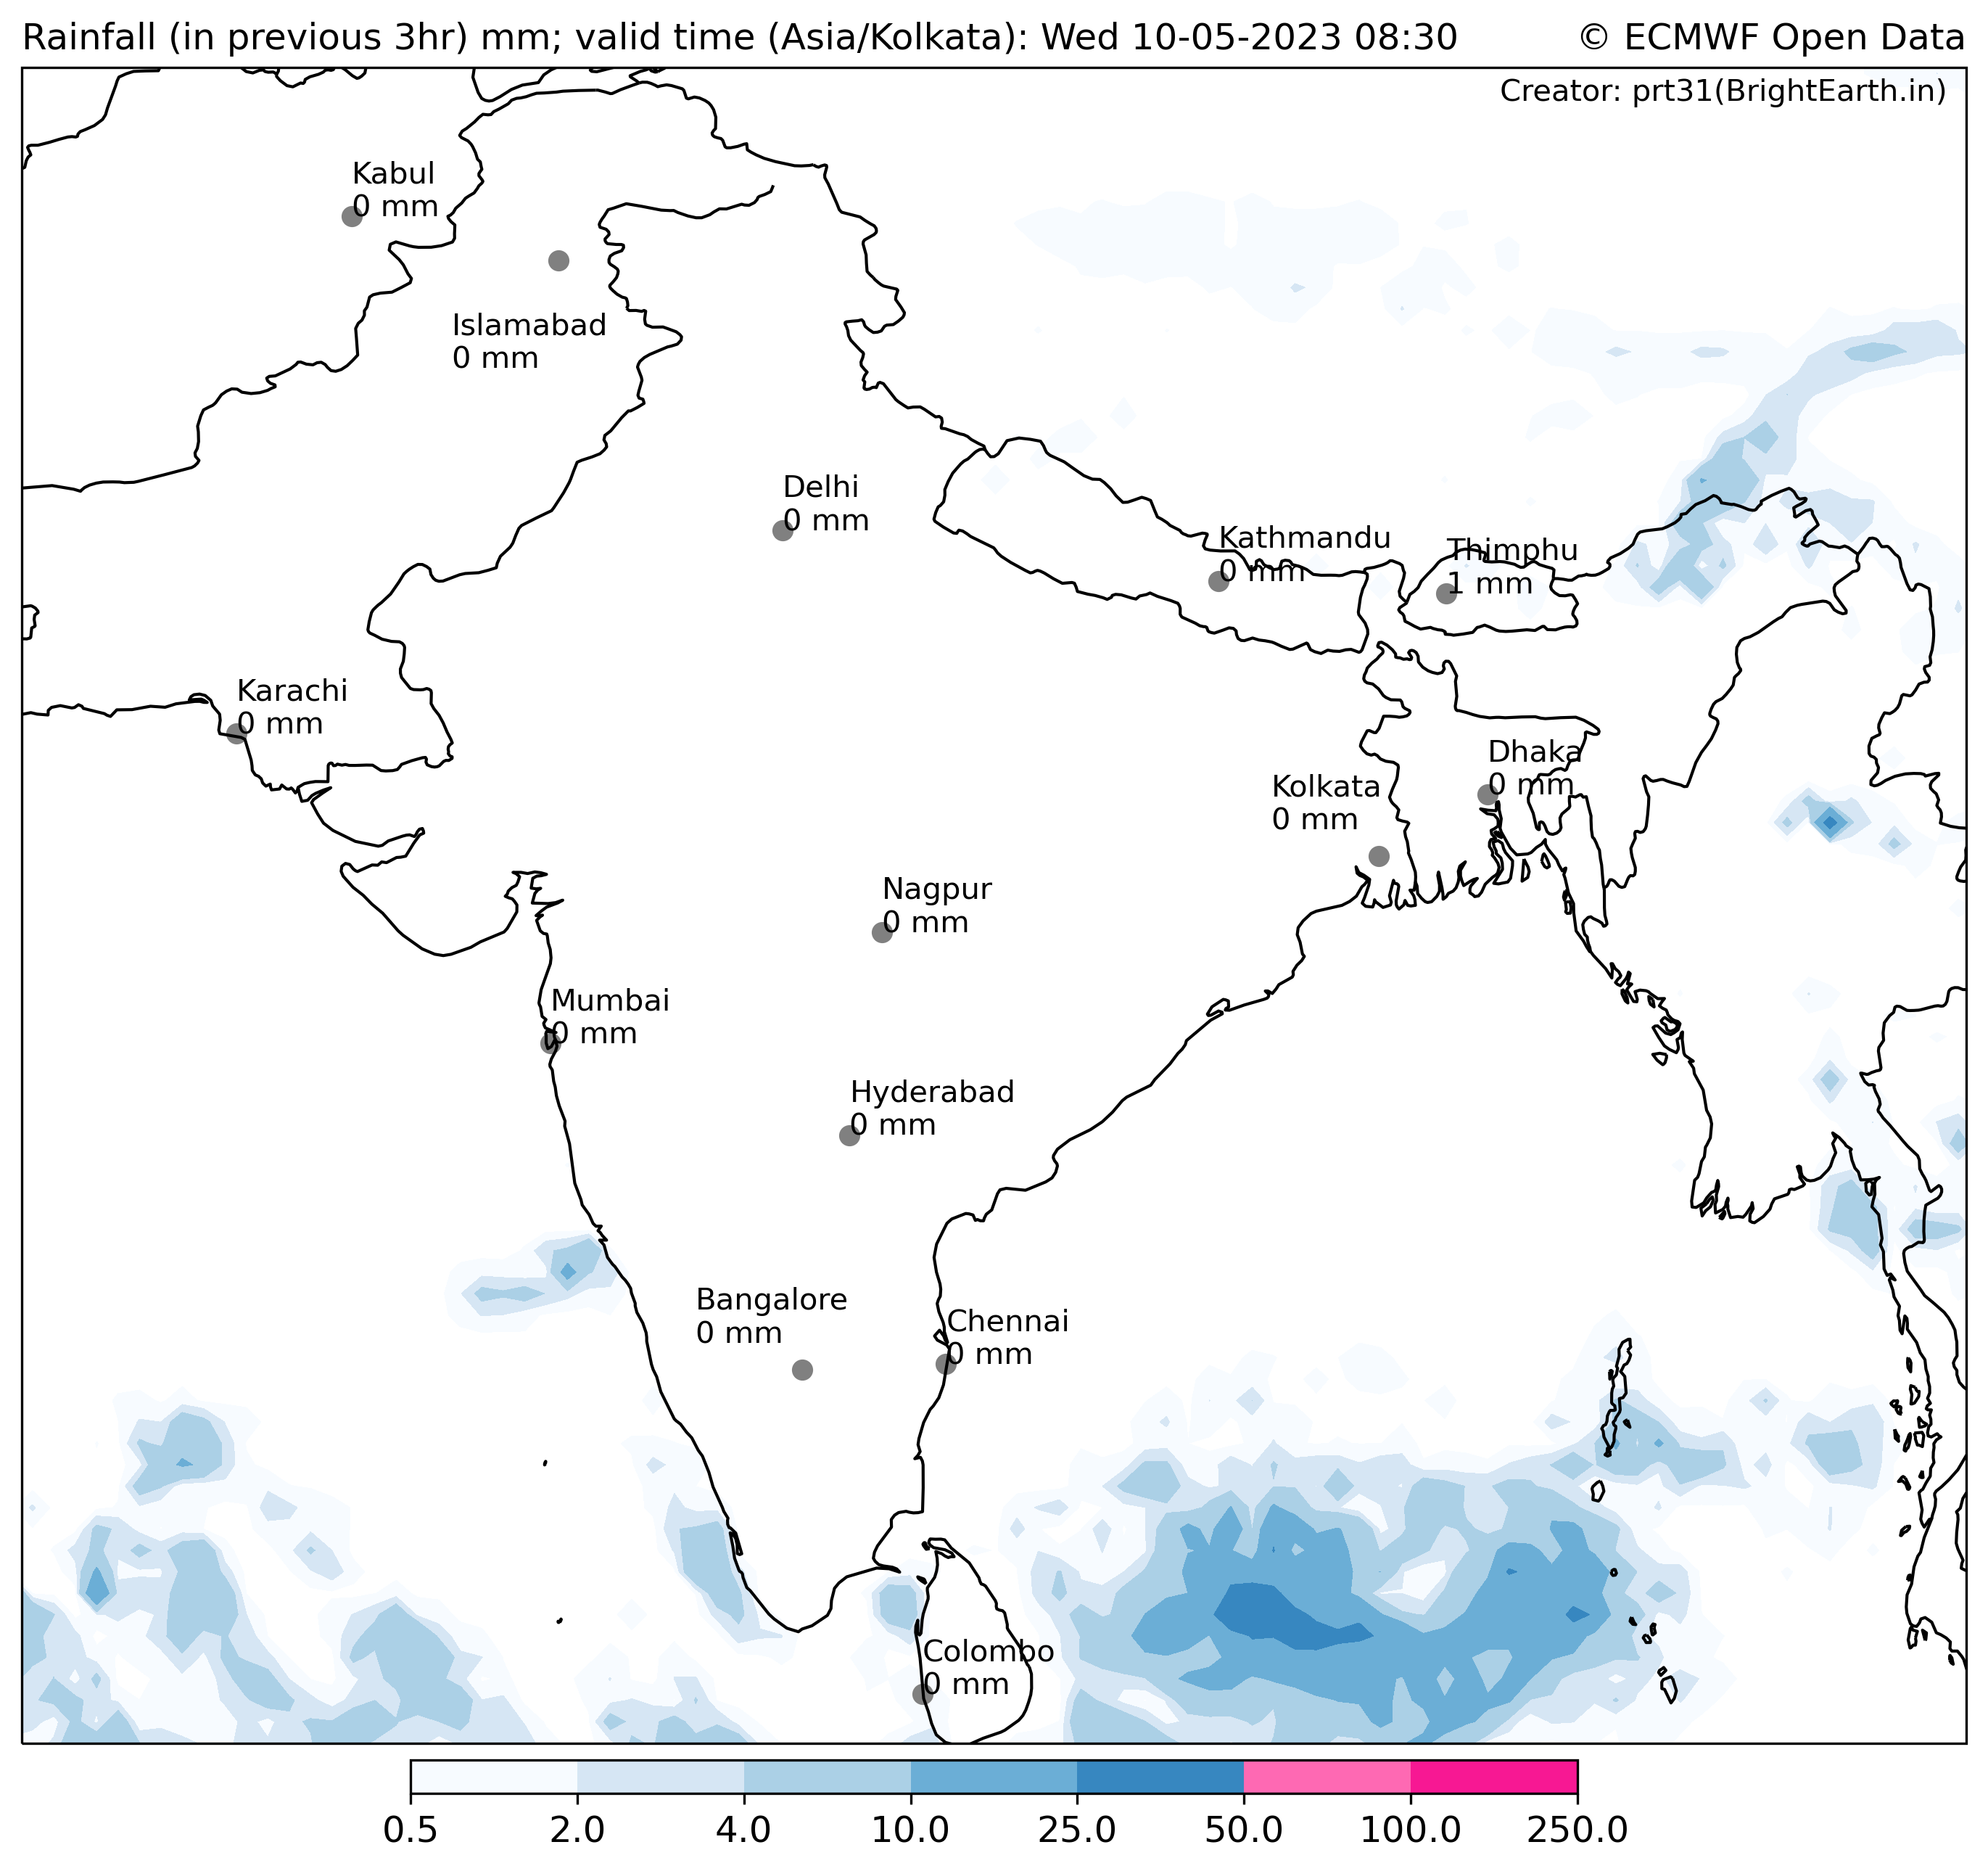 Rainfall (in previous 3hr) mm; valid time (Asia/Kolkata): Wed 10-05-2023 08:30
© ECMWF Open Data
Creator: prt31(BrightEarth.in)
Kabul
0 mm
Islamabad
0 mm
Delhi
0 mm
Kathmandu
0 mm
Thimphu
1 mm
Karachi
0 mm
Dhaka
0 mm
Kolkata
0 mm
Nagpur
0 mm
Mumbai
0 mm
Hyderabad
0 mm
Bangalore
0 mm
Chennai
0 mm
Colombo
0 mm
0.5 2.0 4.0 10.0 25.0 50.0 100.0 250.0